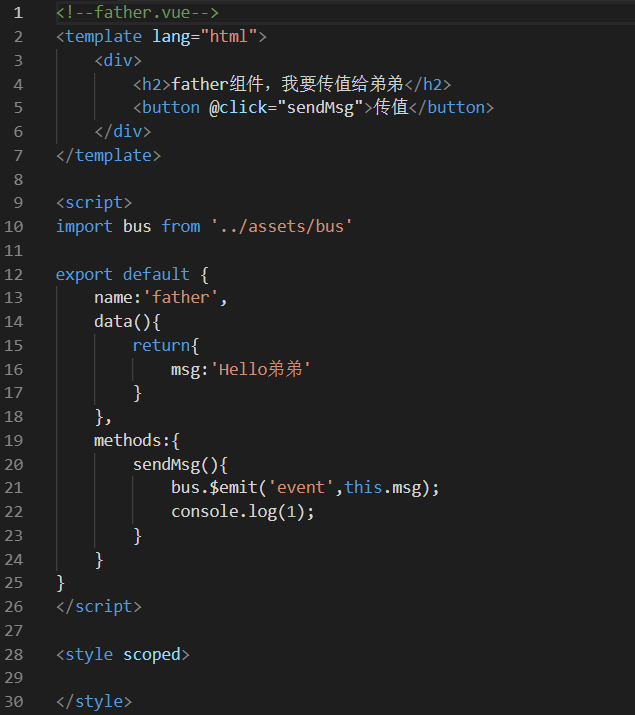 1 <!--father.vue-->
2 <template lang="html">
3     <div>
4         <h2>father组件，我要传值给弟弟</h2>
5         <button @click="sendMsg">传值</button>
6     </div>
7 </template>
8
9 <script>
10 import bus from '../assets/bus'
11
12 export default {
13     name:'father',
14     data(){
15         return{
16             msg:'Hello弟弟'
17         }
18     },
19     methods:{
20         sendMsg(){
21             bus.$emit('event',this.msg);
22             console.log(1);
23         }
24     }
25 }
26 </script>
27
28 <style scoped>
29
30 </style>